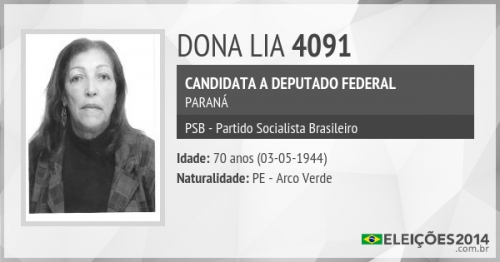 DONA LIA 4091
CANDIDATA A DEPUTADO FEDERAL
PARANÁ
PSB - Partido Socialista Brasileiro
Idade: 70 anos (03-05-1944)
Naturalidade: PE - Arco Verde
ELEIÇÕES2014
.com.br